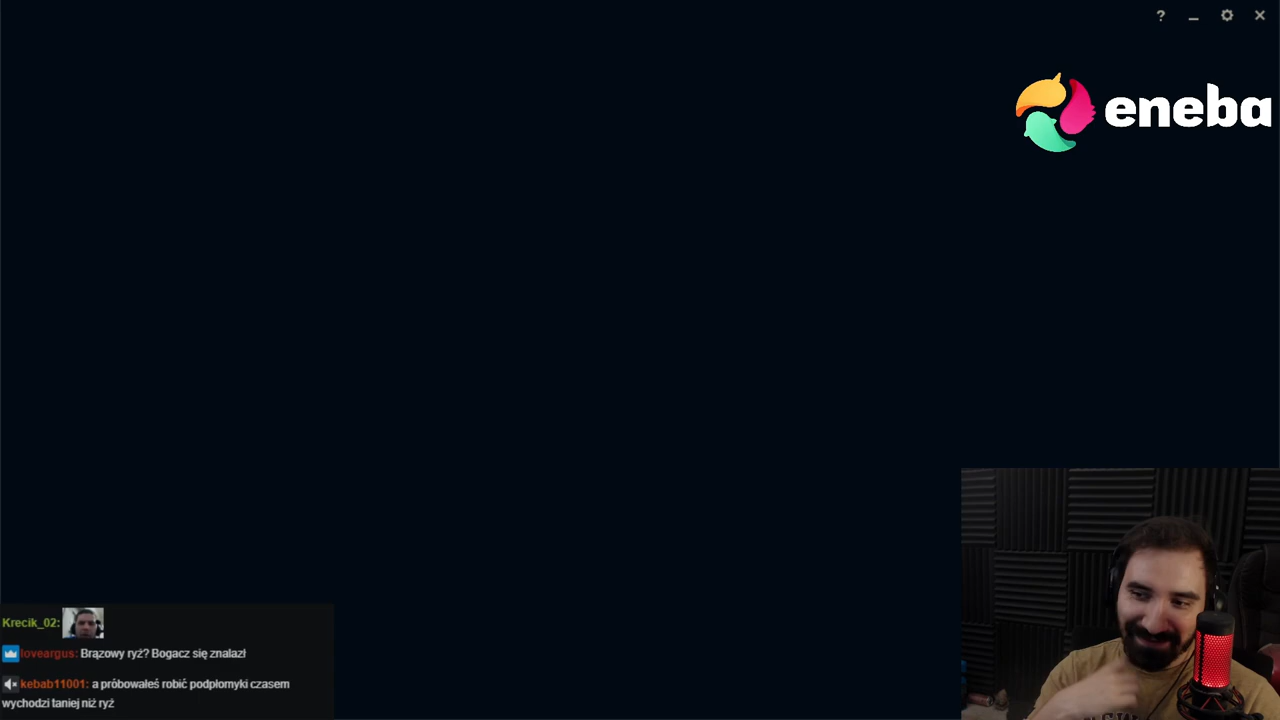 ?
eneba
Krecik_02:
loveargus: Brązowy ryż? Bogacz się znalazł
kebab11001: a próbowałeś robić podpłomyki czasem
wychodzi taniej niż ryż